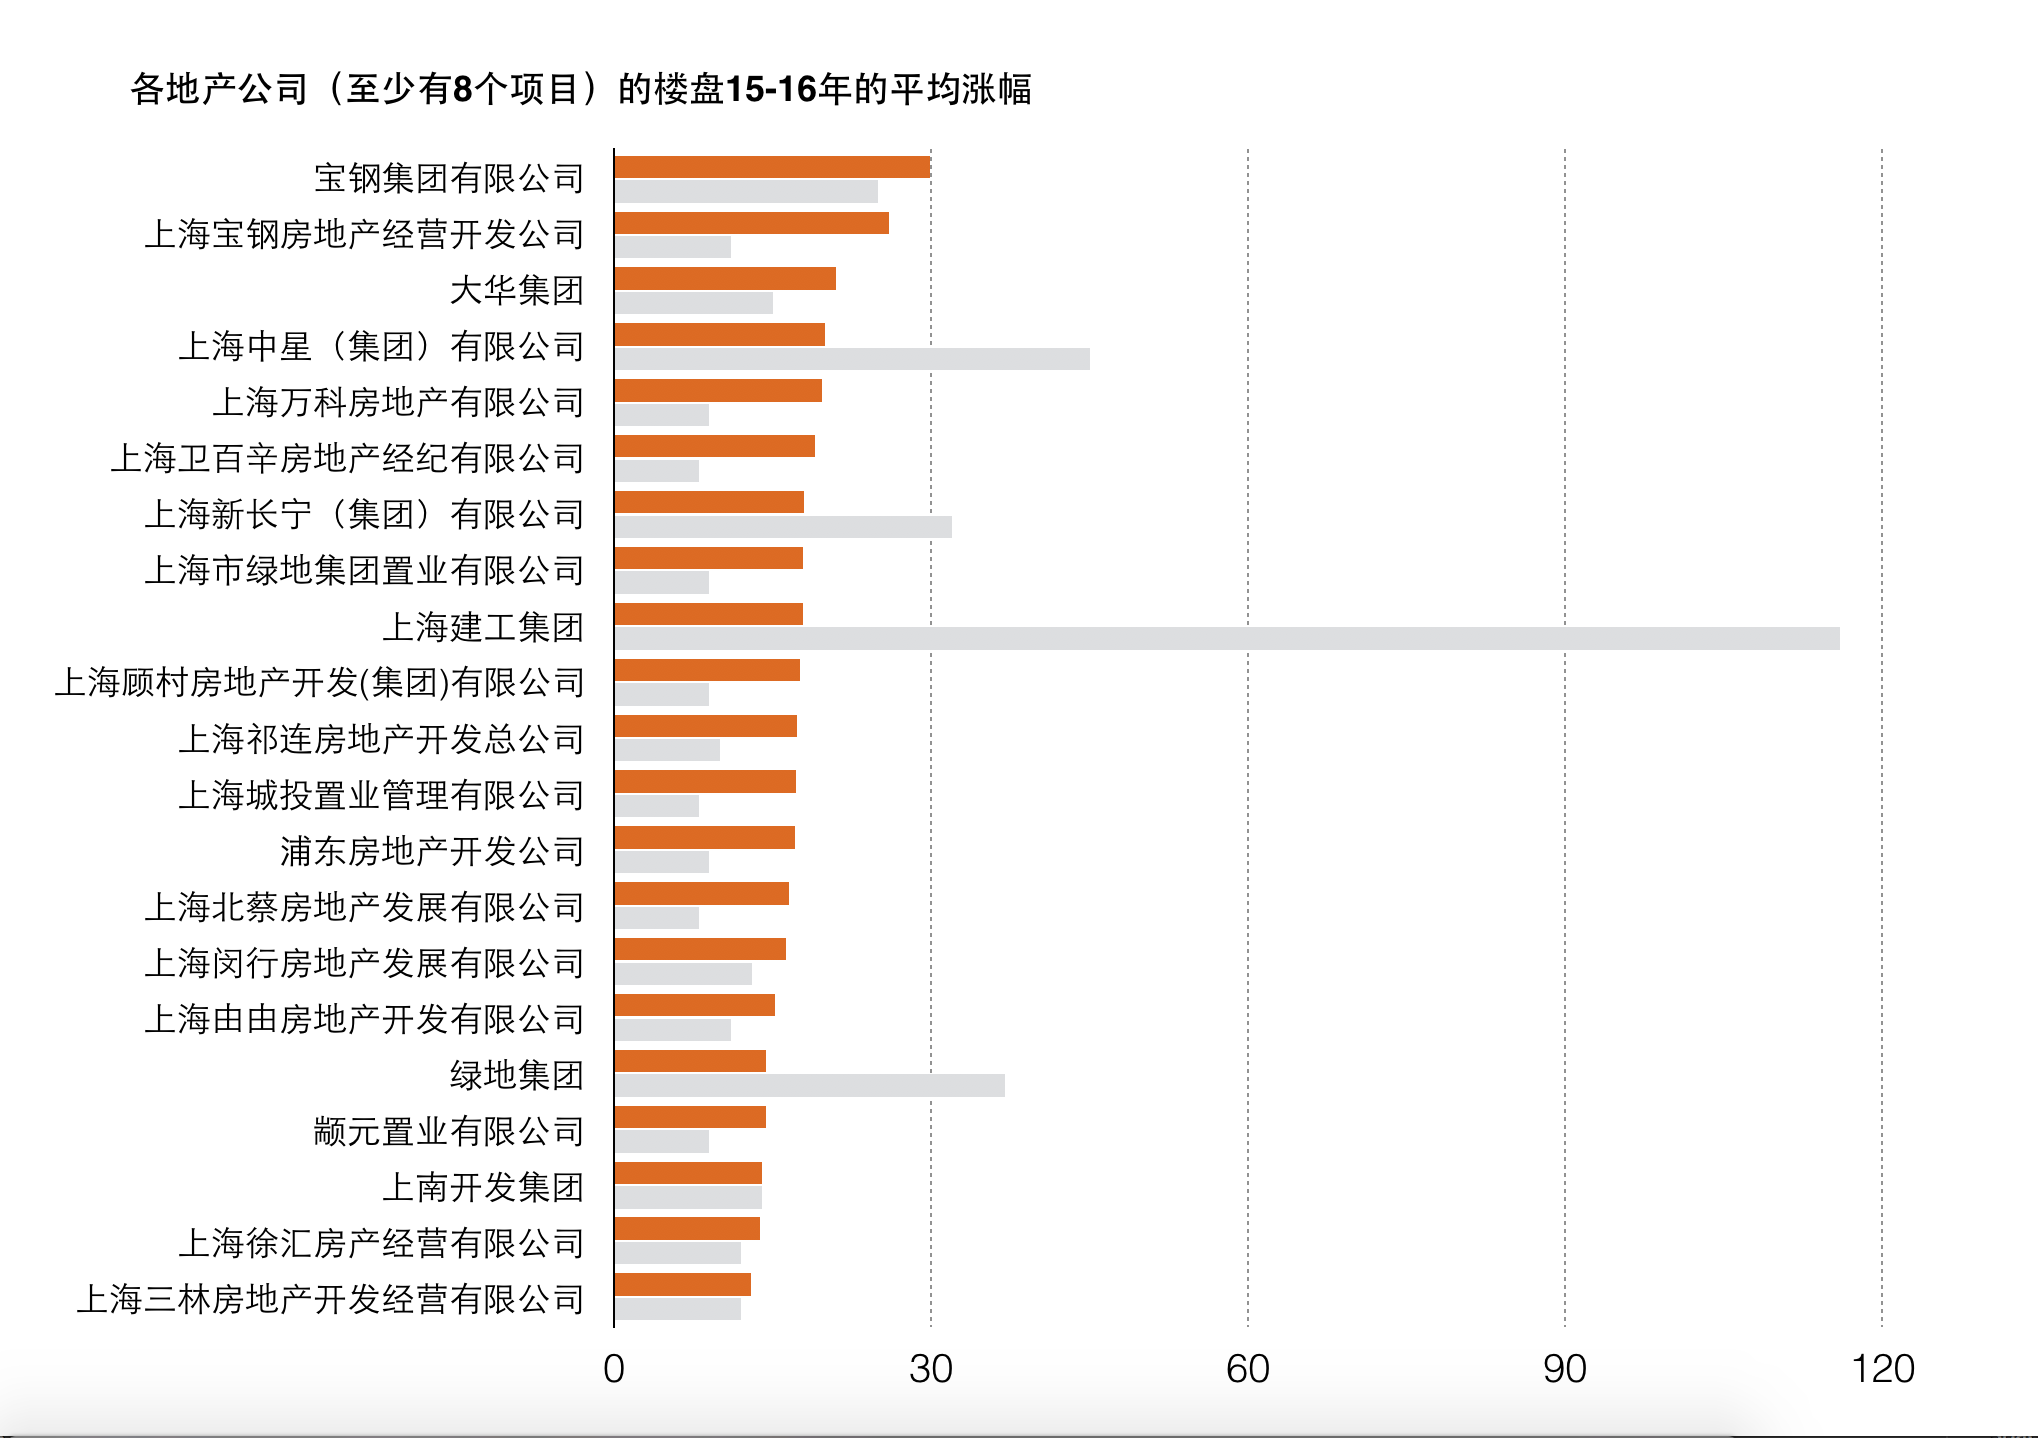 各地产公司（至少有8个项目）的楼盘15-16年的平均涨幅
宝钢集团有限公司
上海宝钢房地产经营开发公司
大华集团
上海中星（集团）有限公司
上海万科房地产有限公司
上海卫百辛房地产经纪有限公司
上海新长宁（集团）有限公司
上海市绿地集团置业有限公司
上海建工集团
上海顾村房地产开发(集团)有限公司
上海祁连房地产开发总公司
上海城投置业管理有限公司
浦东房地产开发公司
上海北蔡房地产发展有限公司
上海闵行房地产发展有限公司
上海由由房地产开发有限公司
绿地集团
颛元置业有限公司
上南开发集团
上海徐汇房产经营有限公司
上海三林房地产开发经营有限公司
0 30 60 90 120